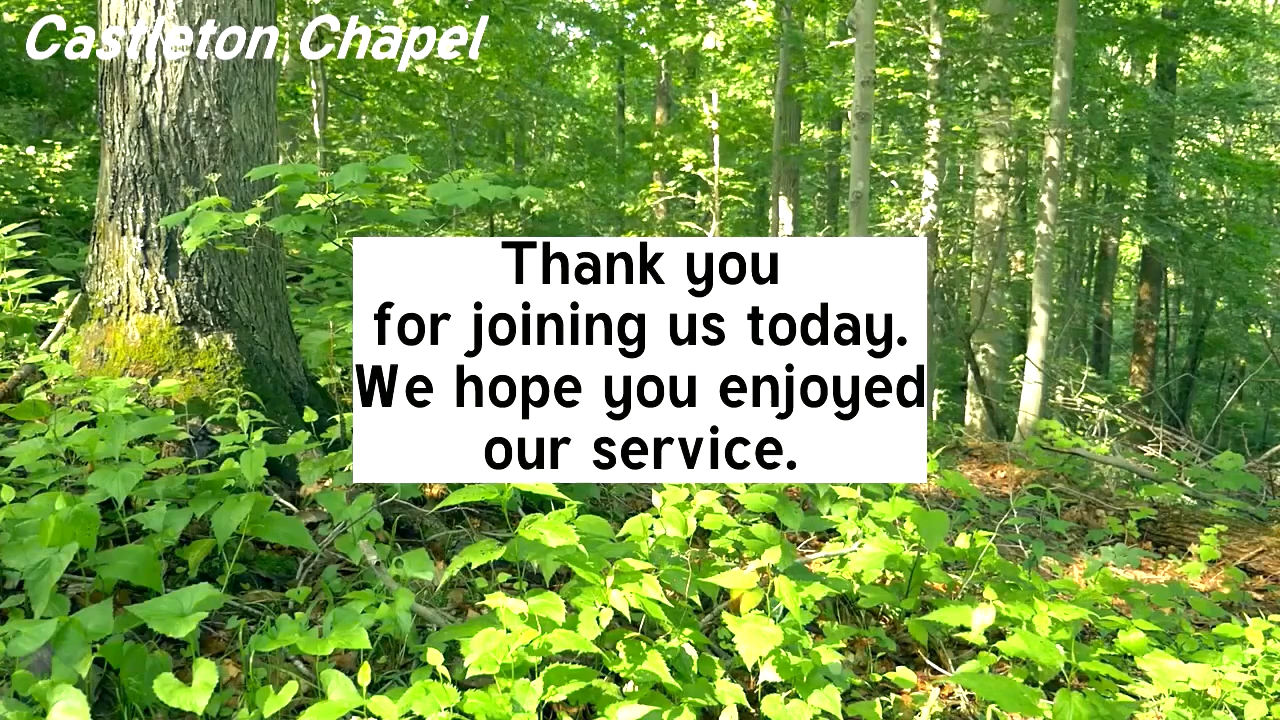 Castleton Chapel
Thank you
for joining us today.
We hope you enjoyed
our service.